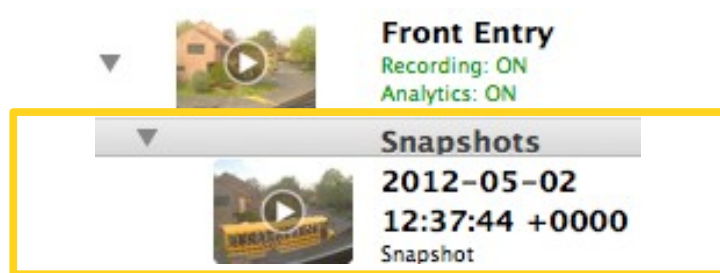 Front Entry
Recording: ON
Analytics: ON
Snapshots
2012-05-02
12:37:44 +0000
Snapshot